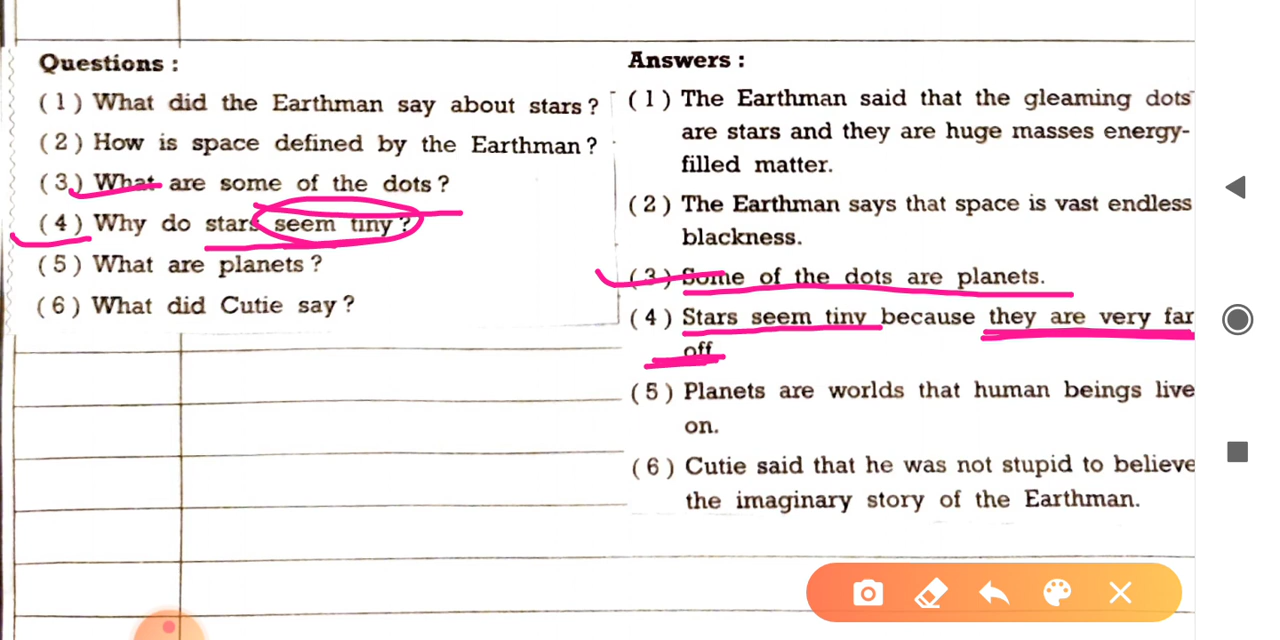 Questions :
( 1 ) What did the Earthman say about stars ?
( 2 ) How is space defined by the Earthman ?
( 3 ) What are some of the dots ?
( 4 ) Why do stars seem tiny ?
( 5 ) What are planets ?
( 6 ) What did Cutie say ?
Answers :
( 1 ) The Earthman said that the gleaming dots
are stars and they are huge masses energy-
filled matter.
( 2 ) The Earthman says that space is vast endless
blackness.
( 3 ) Some of the dots are planets.
( 4 ) Stars seem tiny because they are very far
off
( 5 ) Planets are worlds that human beings live
on.
( 6 ) Cutie said that he was not stupid to believe
the imaginary story of the Earthman.